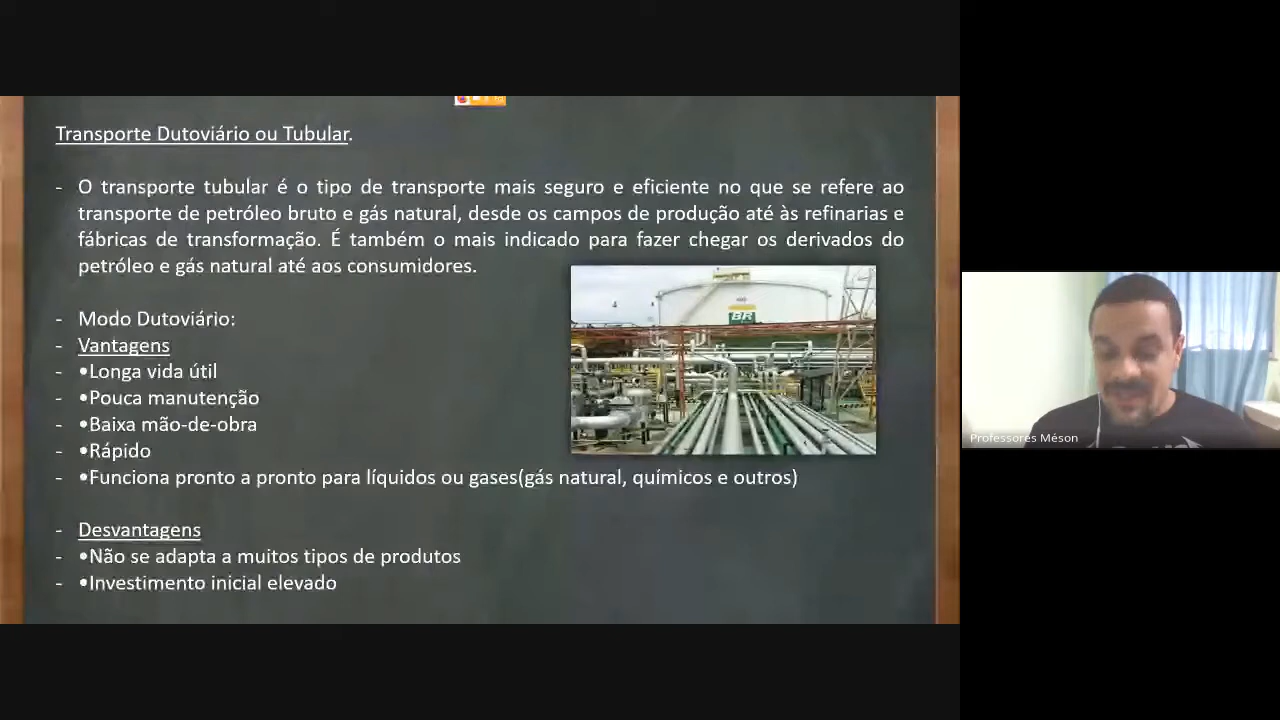 Transporte Dutoviário ou Tubular.
- O transporte tubular é o tipo de transporte mais seguro e eficiente no que se refere ao
transporte de petróleo bruto e gás natural, desde os campos de produção até às refinarias e
fábricas de transformação. É também o mais indicado para fazer chegar os derivados do
petróleo e gás natural até aos consumidores.
- Modo Dutoviário:
- Vantagens
- •Longa vida útil
- •Pouca manutenção
- •Baixa mão-de-obra
- •Rápido
- •Funciona pronto a pronto para líquidos ou gases(gás natural, químicos e outros)
- Desvantagens
- •Não se adapta a muitos tipos de produtos
- •Investimento inicial elevado
BR
Professores Méson